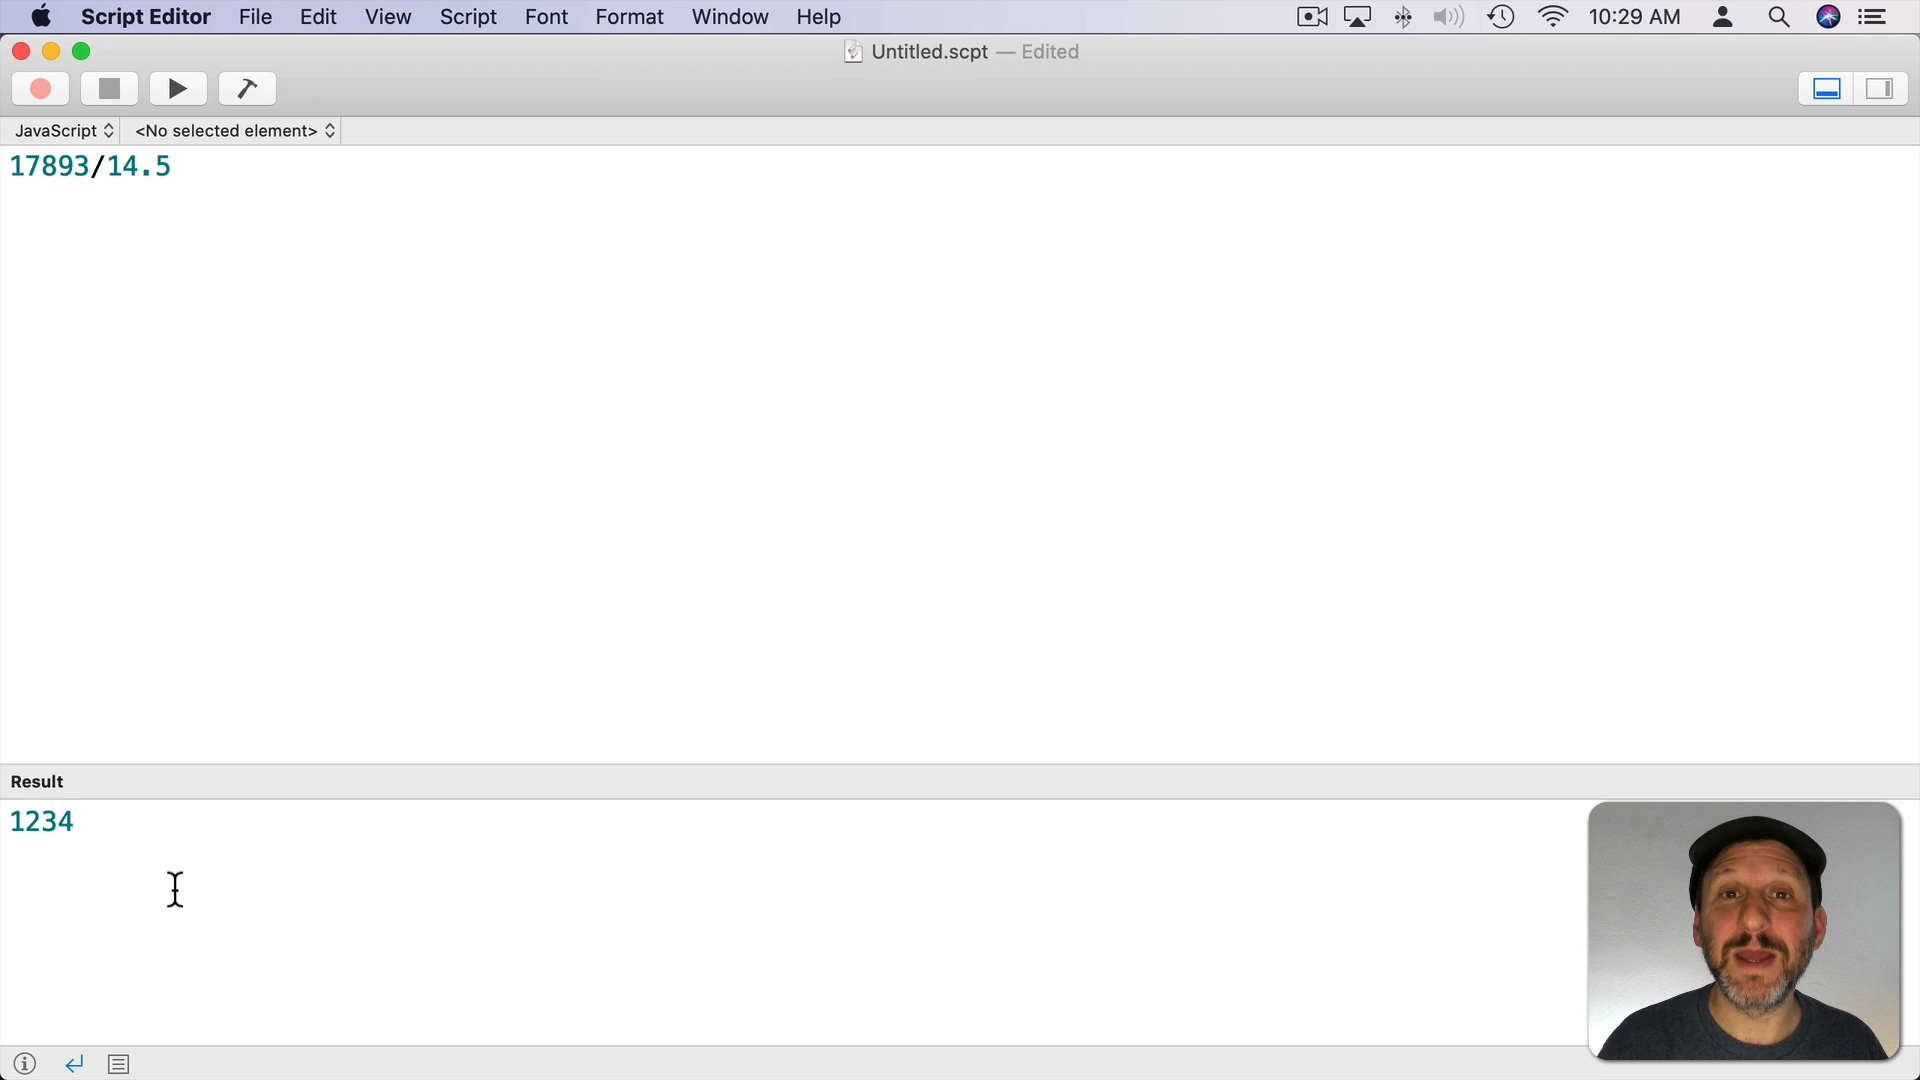 Script Editor File Edit View Script Font Format Window Help 10:29 AM
Untitled.scpt — Edited
JavaScript <No selected element>
17893/14.5
Result
1234